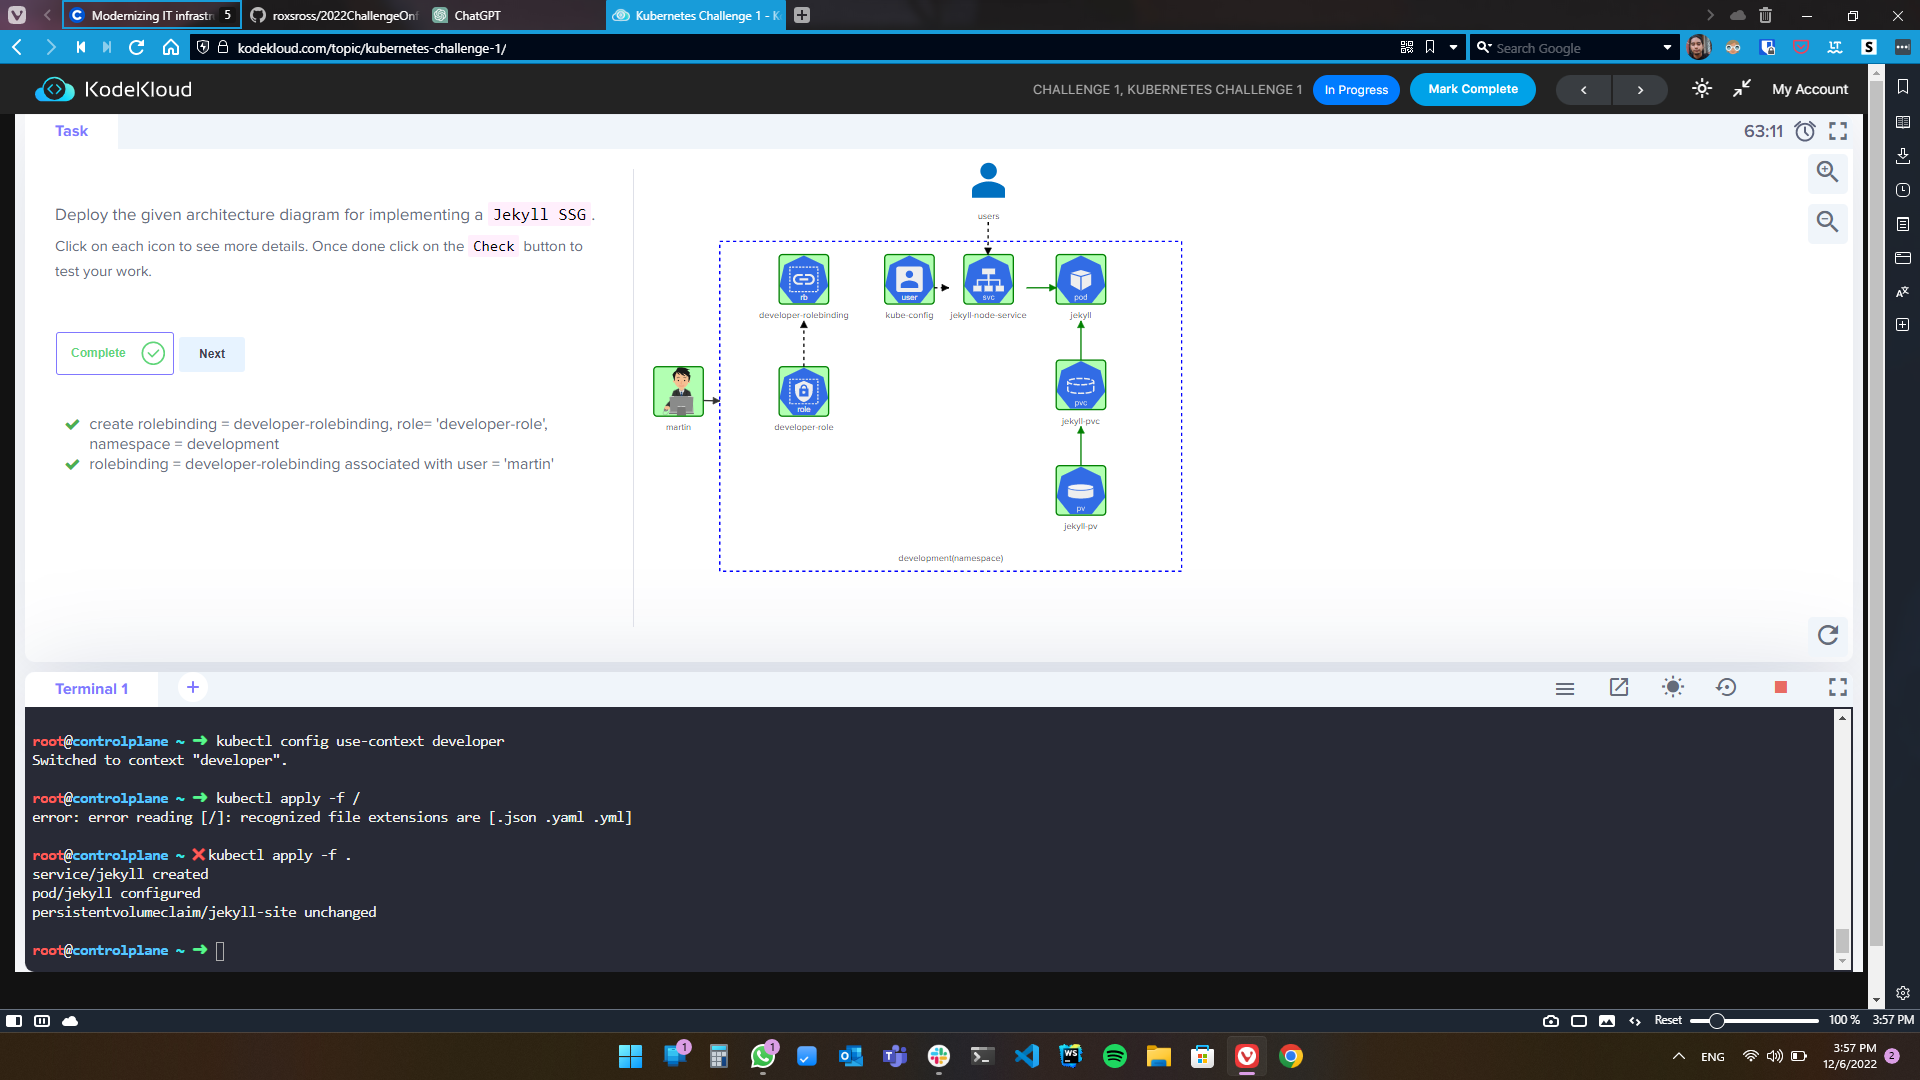 Modernizing IT infrastr 5
roxsross/2022ChallengeOn
ChatGPT
Kubernetes Challenge 1 - K
kodekloud.com/topic/kubernetes-challenge-1/
Search Google
KodeKloud
CHALLENGE 1, KUBERNETES CHALLENGE 1
In Progress
Mark Complete
My Account
Task
63:11
Deploy the given architecture diagram for implementing a Jekyll SSG.
Click on each icon to see more details. Once done click on the Check button to
test your work.
Complete
Next
create rolebinding = developer-rolebinding, role= 'developer-role',
namespace = development
rolebinding = developer-rolebinding associated with user = 'martin'
users
rb
developer-rolebinding
user
kube-config
svc
jekyll-node-service
pod
jekyll
martin
role
developer-role
pvc
jekyll-pvc
pv
jekyll-pv
development(namespace)
Terminal 1
root@controlplane ~ ➜ kubectl config use-context developer
Switched to context "developer".
root@controlplane ~ ➜ kubectl apply -f /
error: error reading [/]: recognized file extensions are [.json .yaml .yml]
root@controlplane ~ ✖ kubectl apply -f .
service/jekyll created
pod/jekyll configured
persistentvolumeclaim/jekyll-site unchanged
root@controlplane ~ ➜
Reset
100 %
3:57 PM
1
1
WS
ENG
3:57 PM
12/6/2022
2